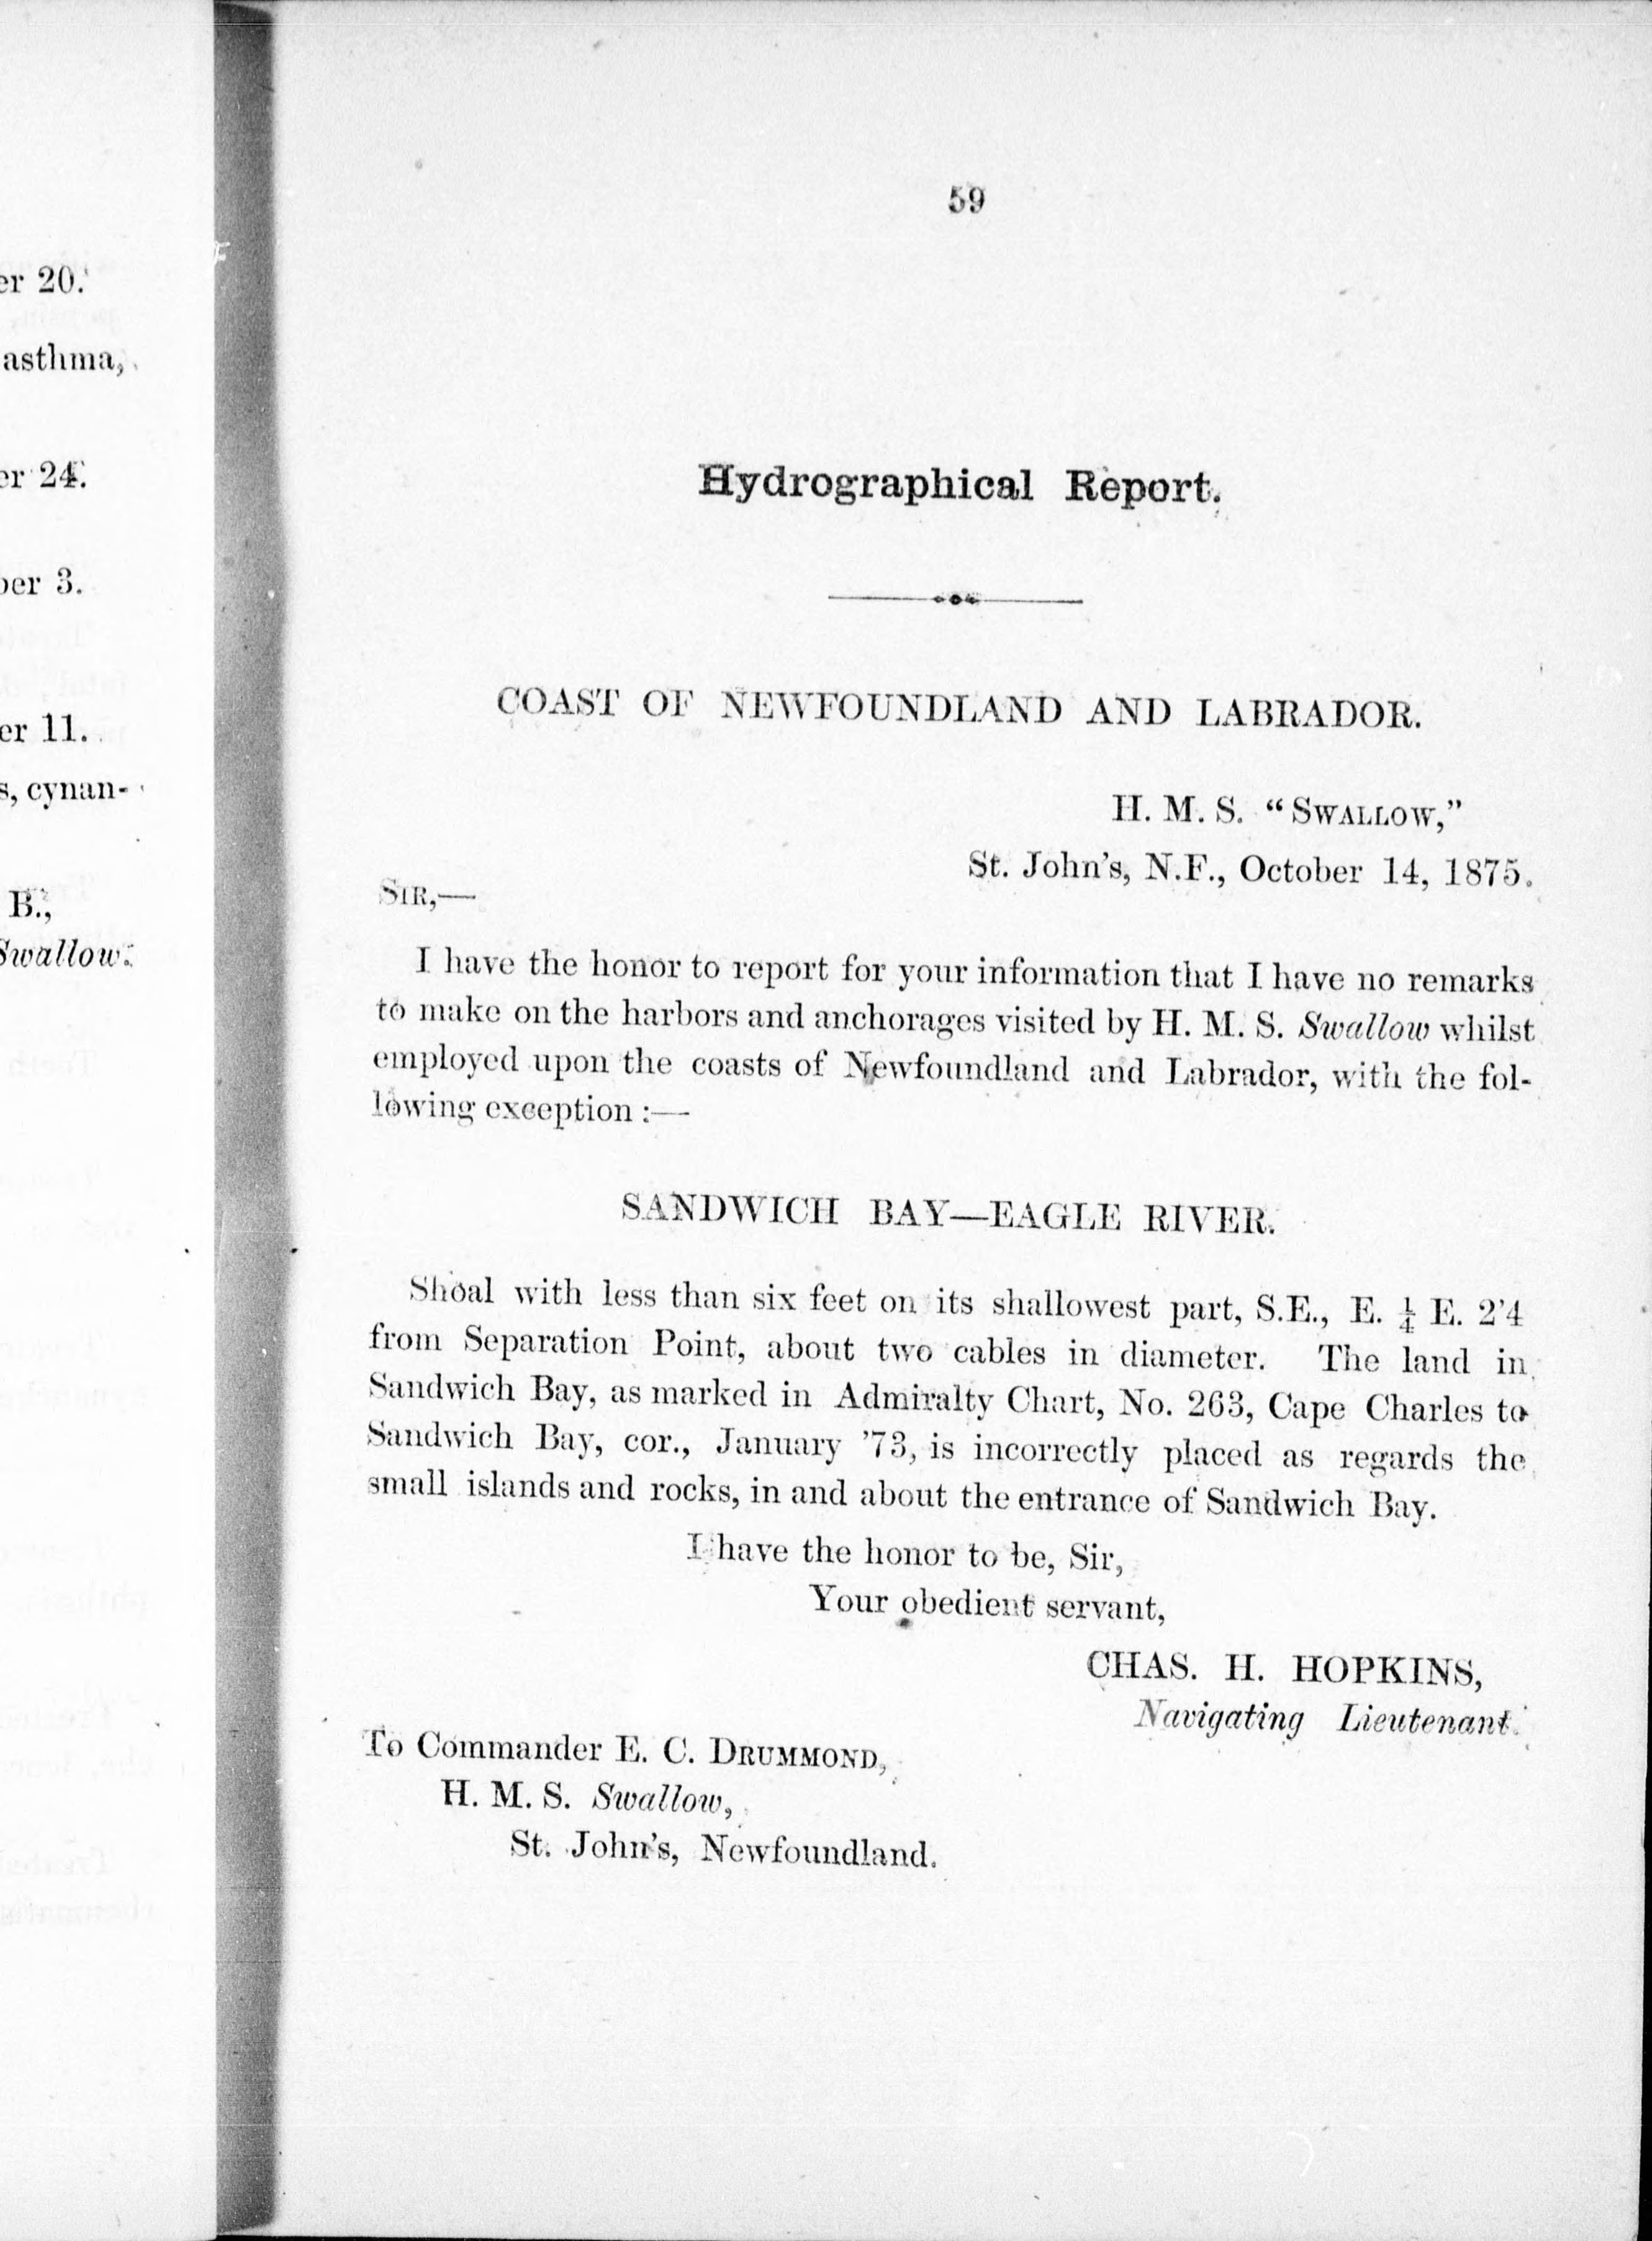 er 20.
asthma,
er 24.
ber 3.
er 11.
s, cynan-
B.,
Swallow.
59
Hydrographical Report.
COAST OF NEWFOUNDLAND AND LABRADOR.
H. M. S. “SWALLOW,”
St. John’s, N.F., October 14, 1875.
SIR,—
I have the honor to report for your information that I have no remarks
to make on the harbors and anchorages visited by H. M. S. Swallow whilst
employed upon the coasts of Newfoundland and Labrador, with the fol-
lowing exception :—
SANDWICH BAY—EAGLE RIVER.
Shoal with less than six feet on its shallowest part, S.E., E. ¼ E. 2’4
from Separation Point, about two cables in diameter. The land in
Sandwich Bay, as marked in Admiralty Chart, No. 263, Cape Charles to
Sandwich Bay, cor., January ’73, is incorrectly placed as regards the
small islands and rocks, in and about the entrance of Sandwich Bay.
I have the honor to be, Sir,
Your obedient servant,
CHAS. H. HOPKINS,
Navigating Lieutenant.
To Commander E. C. DRUMMOND,
H. M. S. Swallow,
St. John’s, Newfoundland.